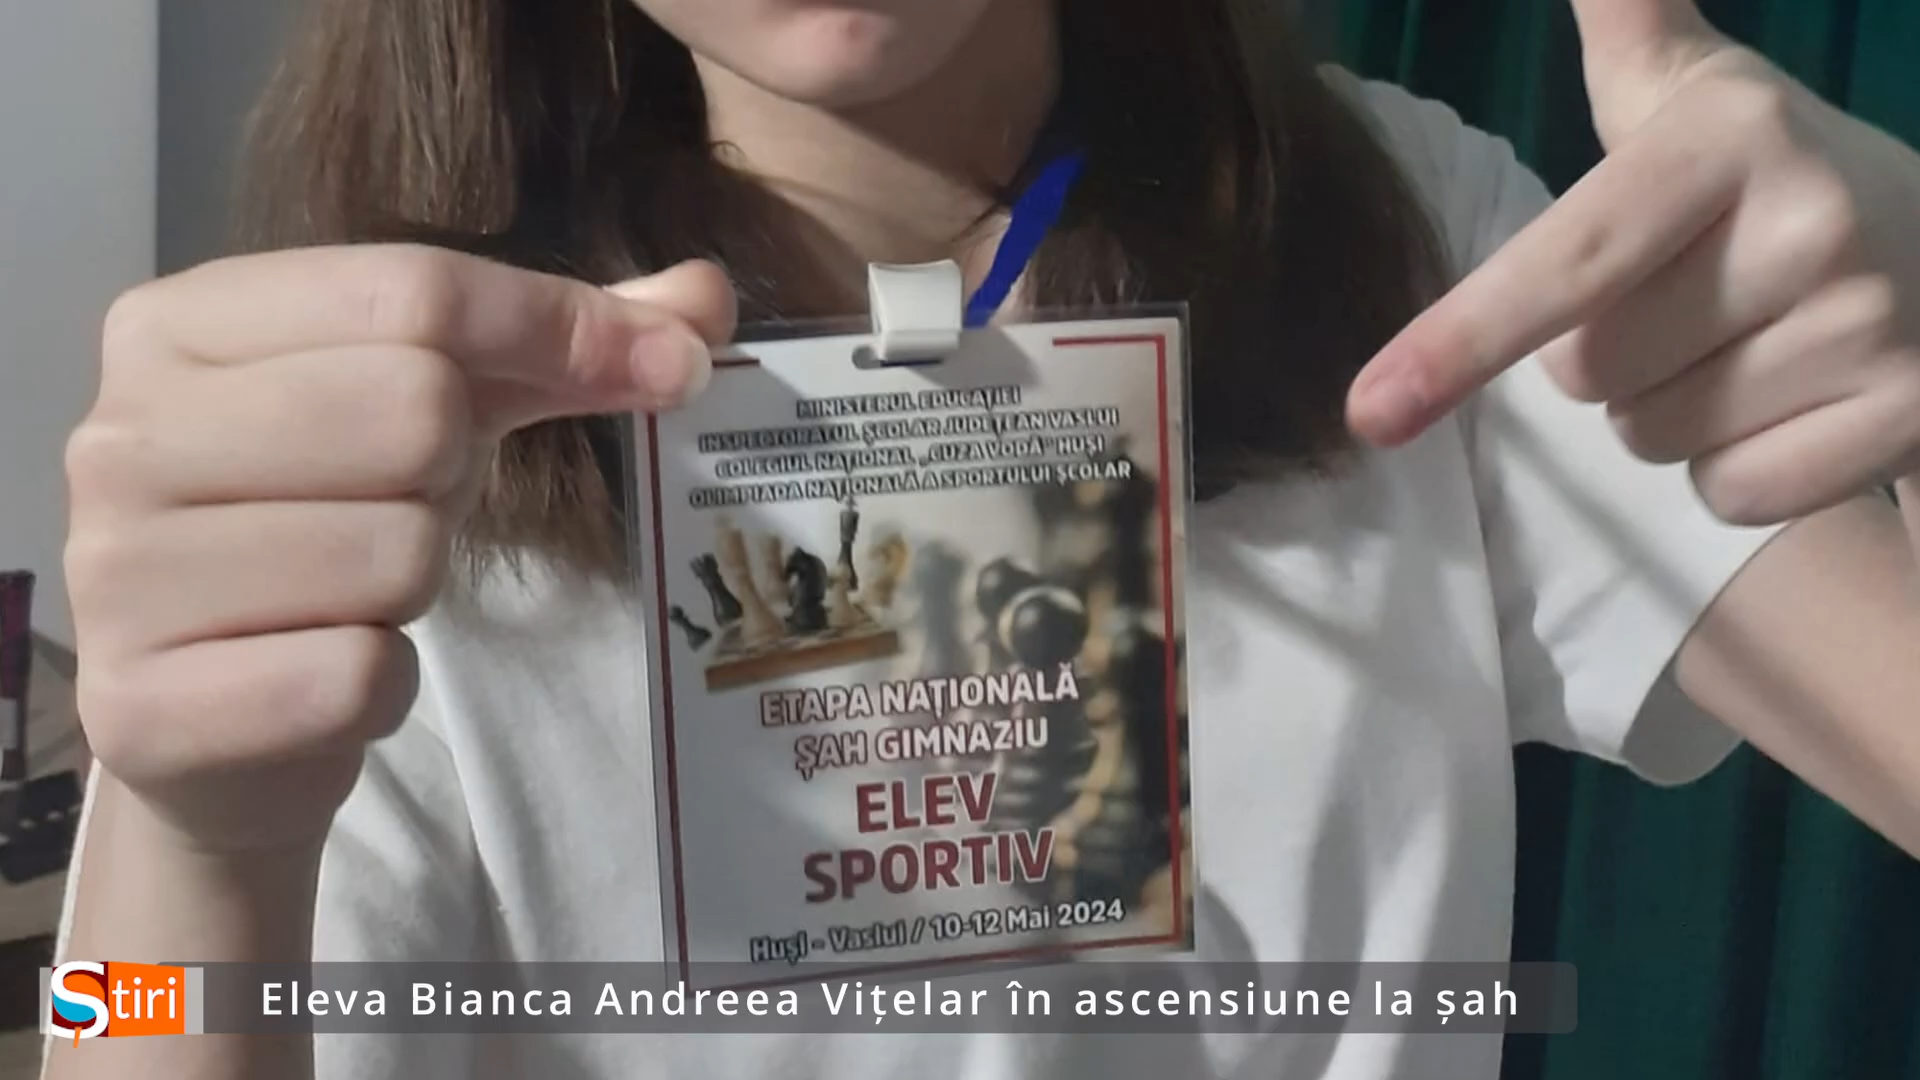 MINISTERUL EDUCAȚIEI
INSPECTORATUL ȘCOLAR JUDEȚEAN VASLUI
COLEGIUL NAȚIONAL „CUZA VODĂ" HUȘI
OLIMPIADA NAȚIONALĂ A SPORTULUI ȘCOLAR
ETAPA NAȚIONALĂ
ȘAH GIMNAZIU
ELEV
SPORTIV
Huși - Vaslui / 10-12 Mai 2024
Știri
Eleva Bianca Andreea Vițelar în ascensiune la șah